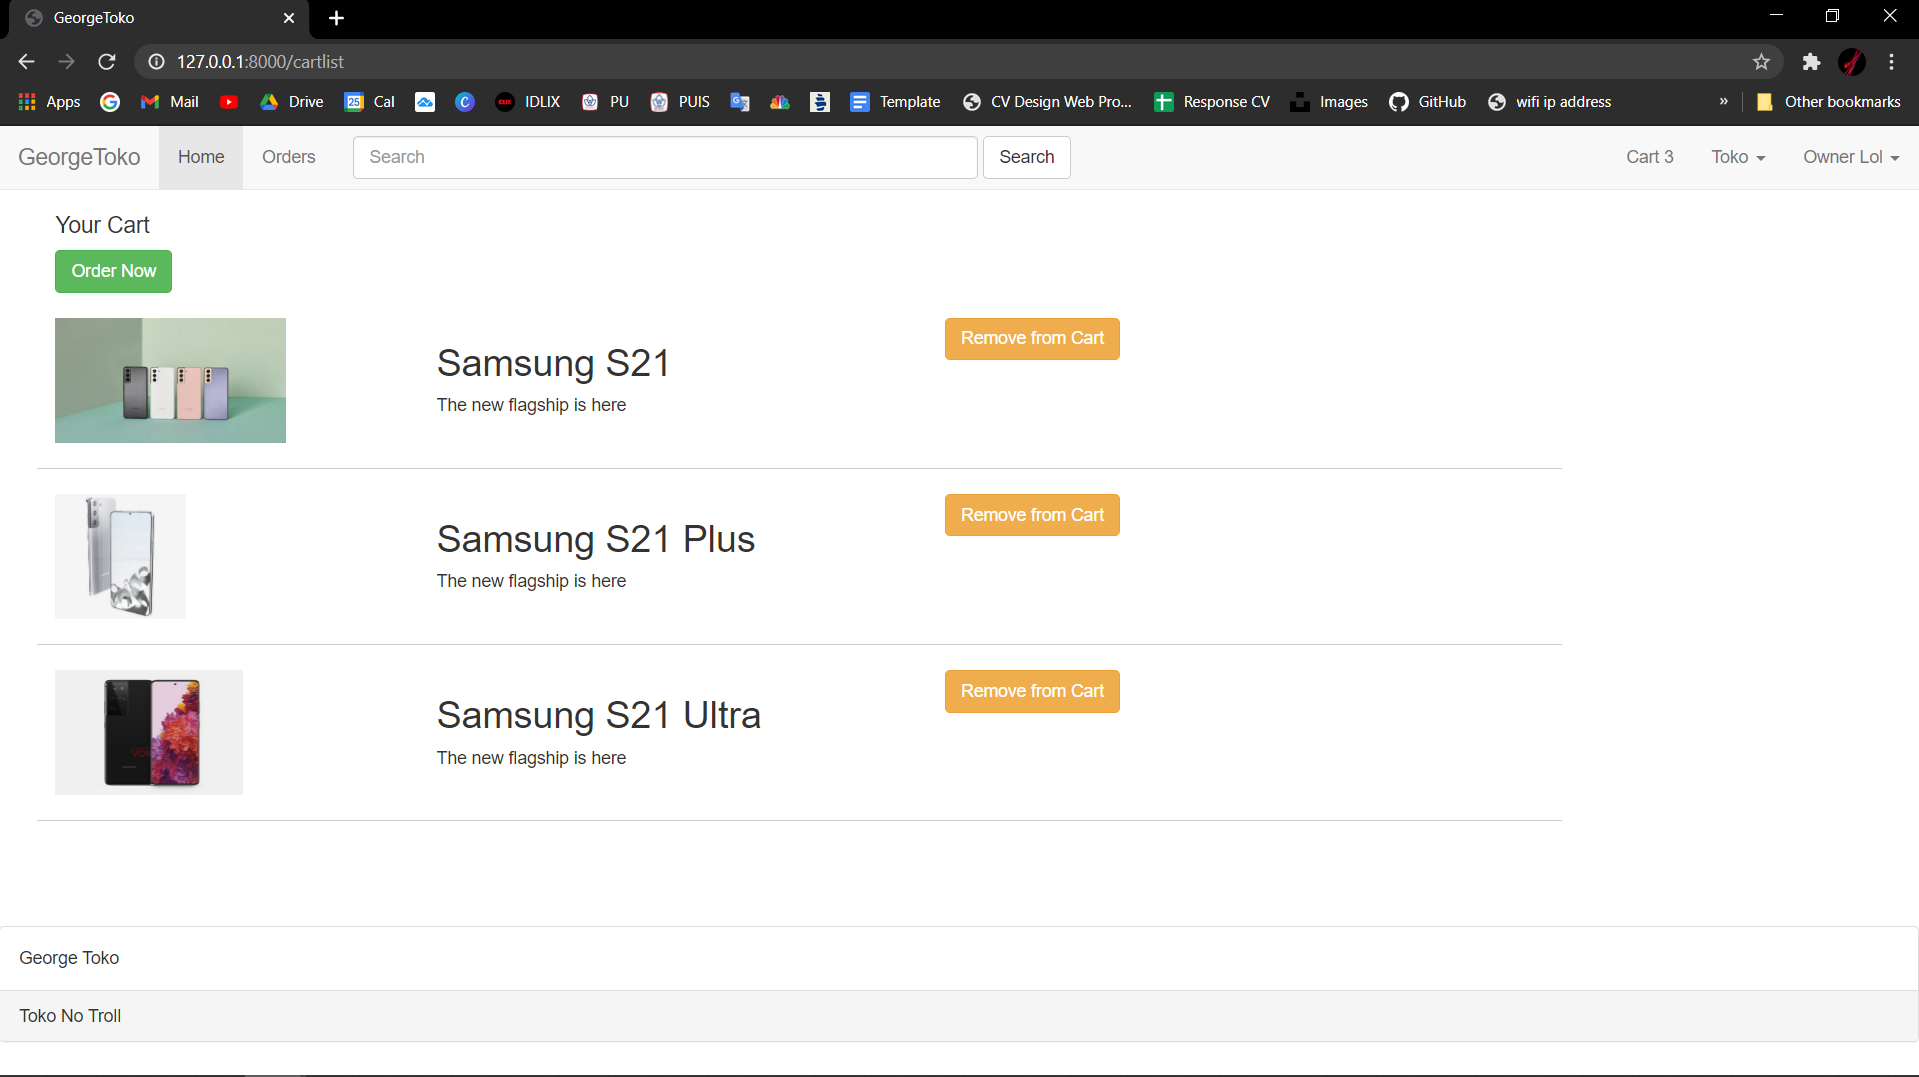 GeorgeToko
127.0.0.1:8000/cartlist
Apps Mail Drive 25 Cal C IDLIX PU PUIS Template CV Design Web Pro... Response CV Images GitHub wifi ip address » Other bookmarks
GeorgeToko Home Orders Search Search Cart 3 Toko Owner Lol
Your Cart
Order Now
Samsung S21
The new flagship is here
Remove from Cart
Samsung S21 Plus
The new flagship is here
Remove from Cart
Samsung S21 Ultra
The new flagship is here
Remove from Cart
George Toko
Toko No Troll